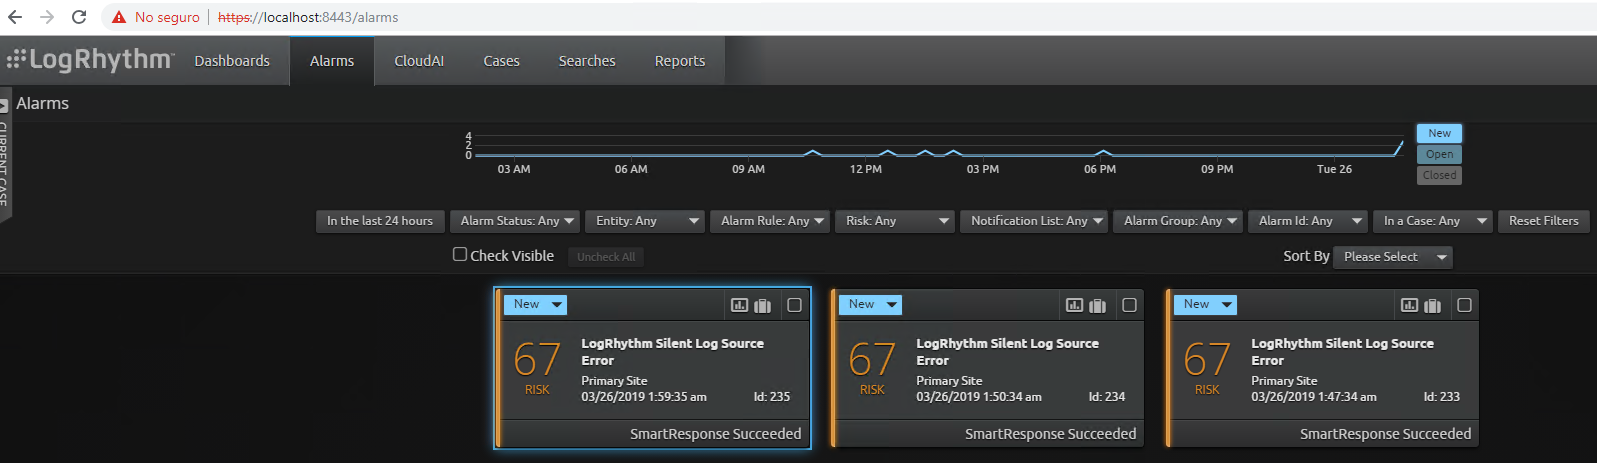 No seguro https://localhost:8443/alarms
LogRhythm™ Dashboards Alarms CloudAI Cases Searches Reports
Alarms
CURRENT CASE
4
2
0
03 AM 06 AM 09 AM 12 PM 03 PM 06 PM 09 PM Tue 26
New
Open
Closed
In the last 24 hours Alarm Status: Any Entity: Any Alarm Rule: Any Risk: Any Notification List: Any Alarm Group: Any Alarm Id: Any In a Case: Any Reset Filters
Check Visible Uncheck All Sort By Please Select
New
67
RISK
LogRhythm Silent Log Source
Error
Primary Site
03/26/2019 1:59:35 am Id: 235
SmartResponse Succeeded
New
67
RISK
LogRhythm Silent Log Source
Error
Primary Site
03/26/2019 1:50:34 am Id: 234
SmartResponse Succeeded
New
67
RISK
LogRhythm Silent Log Source
Error
Primary Site
03/26/2019 1:47:34 am Id: 233
SmartResponse Succeeded